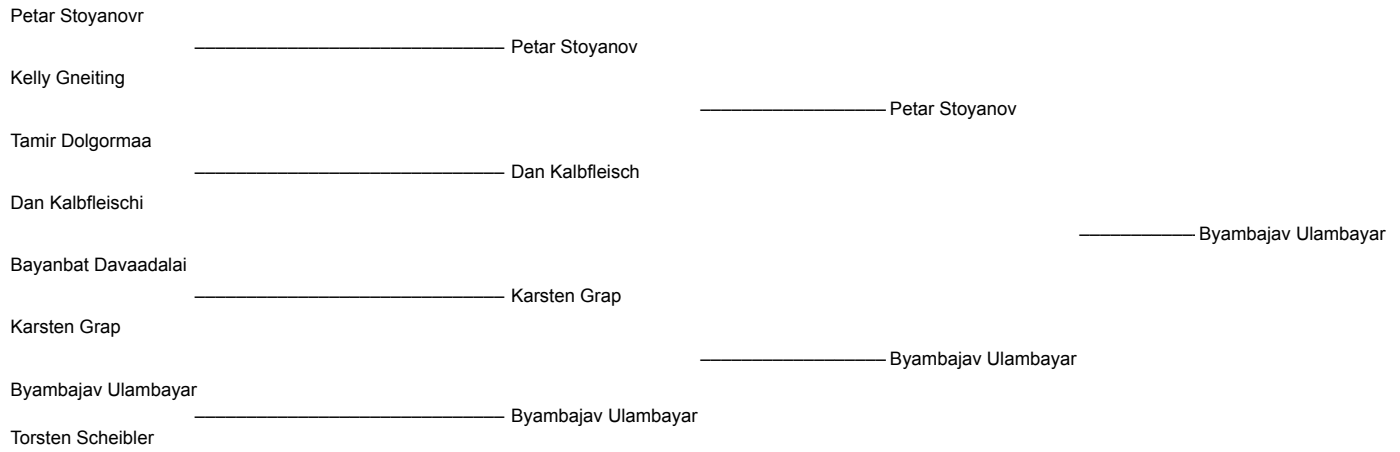 Petar Stoyanovr
Petar Stoyanov
Kelly Gneiting
Petar Stoyanov
Tamir Dolgormaa
Dan Kalbfleisch
Dan Kalbfleischi
Byambajav Ulambayar
Bayanbat Davaadalai
Karsten Grap
Karsten Grap
Byambajav Ulambayar
Byambajav Ulambayar
Byambajav Ulambayar
Torsten Scheibler